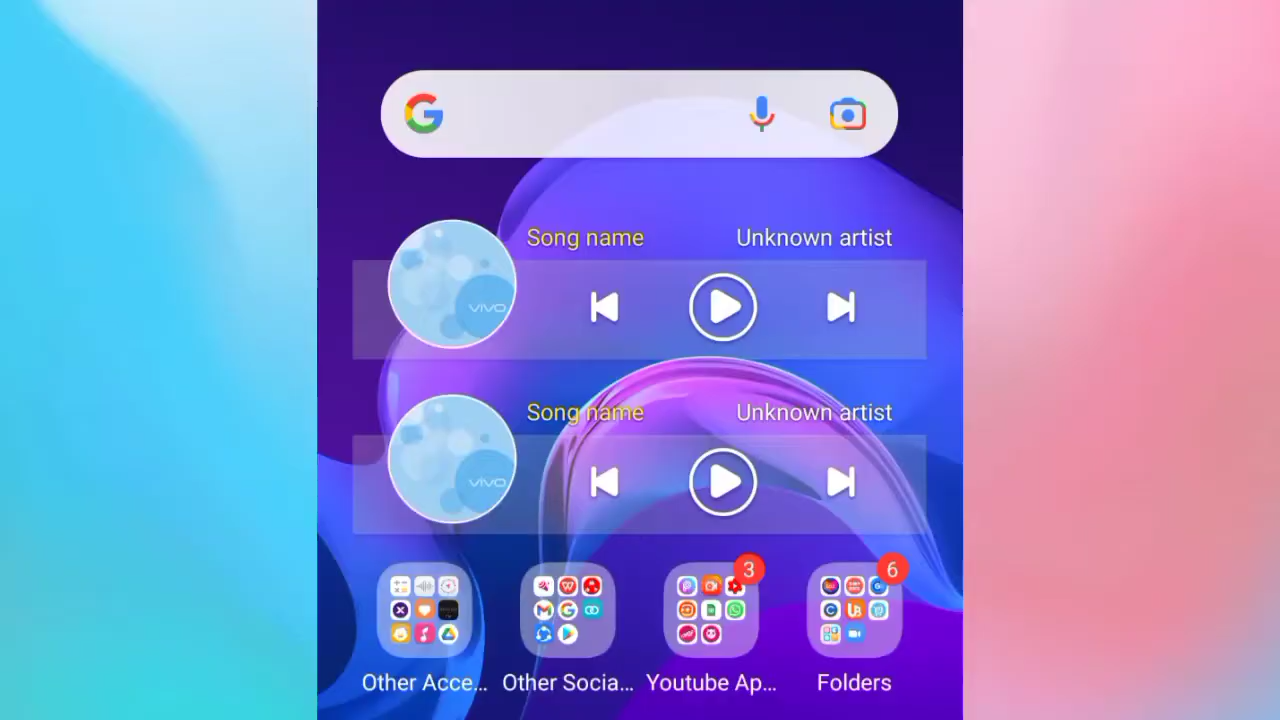 Song name Unknown artist
vivo
Song name Unknown artist
vivo
3 6
Other Acce... Other Socia... Youtube Ap... Folders